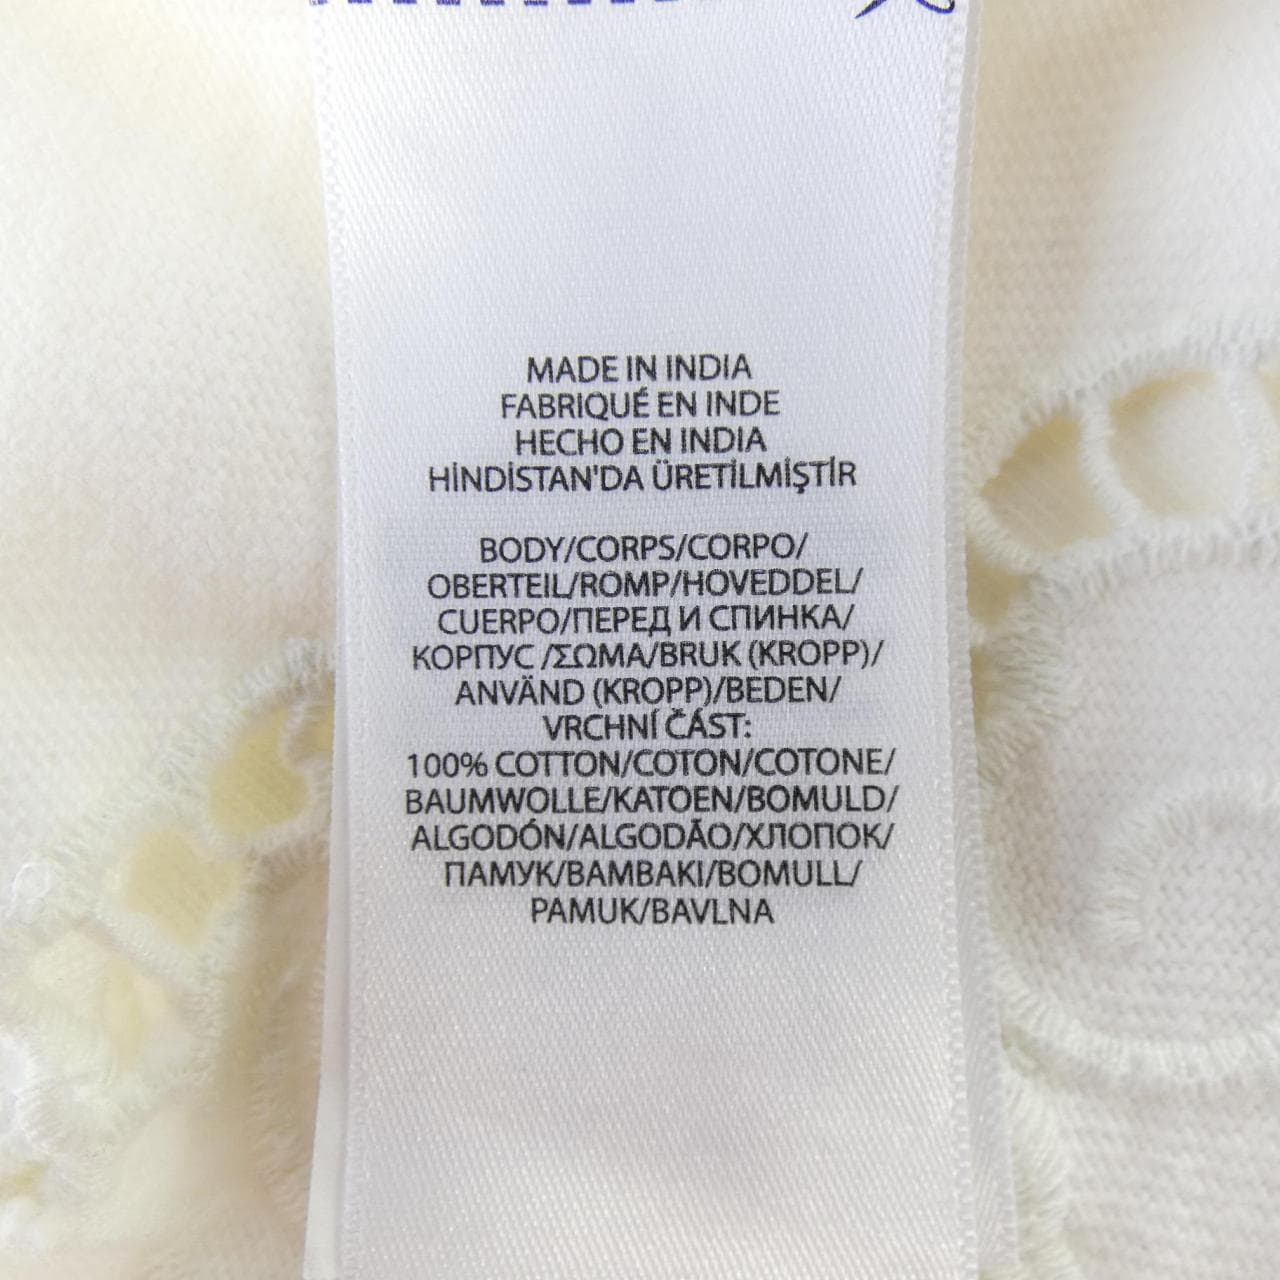 MADE IN INDIA
FABRIQUÉ EN INDE
HECHO EN INDIA
HİNDİSTAN'DA ÜRETİLMİŞTİR
BODY/CORPS/CORPO/
OBERTEIL/ROMP/HOVEDDEL/
CUERPO/ПЕРЕД И СПИНКА/
КОРПУС /ΣΩΜΑ/BRUK (KROPP)/
ANVÄND (KROPP)/BEDEN/
VRCHNÍ ČÁST:
100% COTTON/COTON/COTONE/
BAUMWOLLE/KATOEN/BOMULD/
ALGODÓN/ALGODÃO/ХЛОПОК/
ПАМУК/ΒΑΜΒΑΚΙ/BOMULL/
PAMUK/BAVLNA